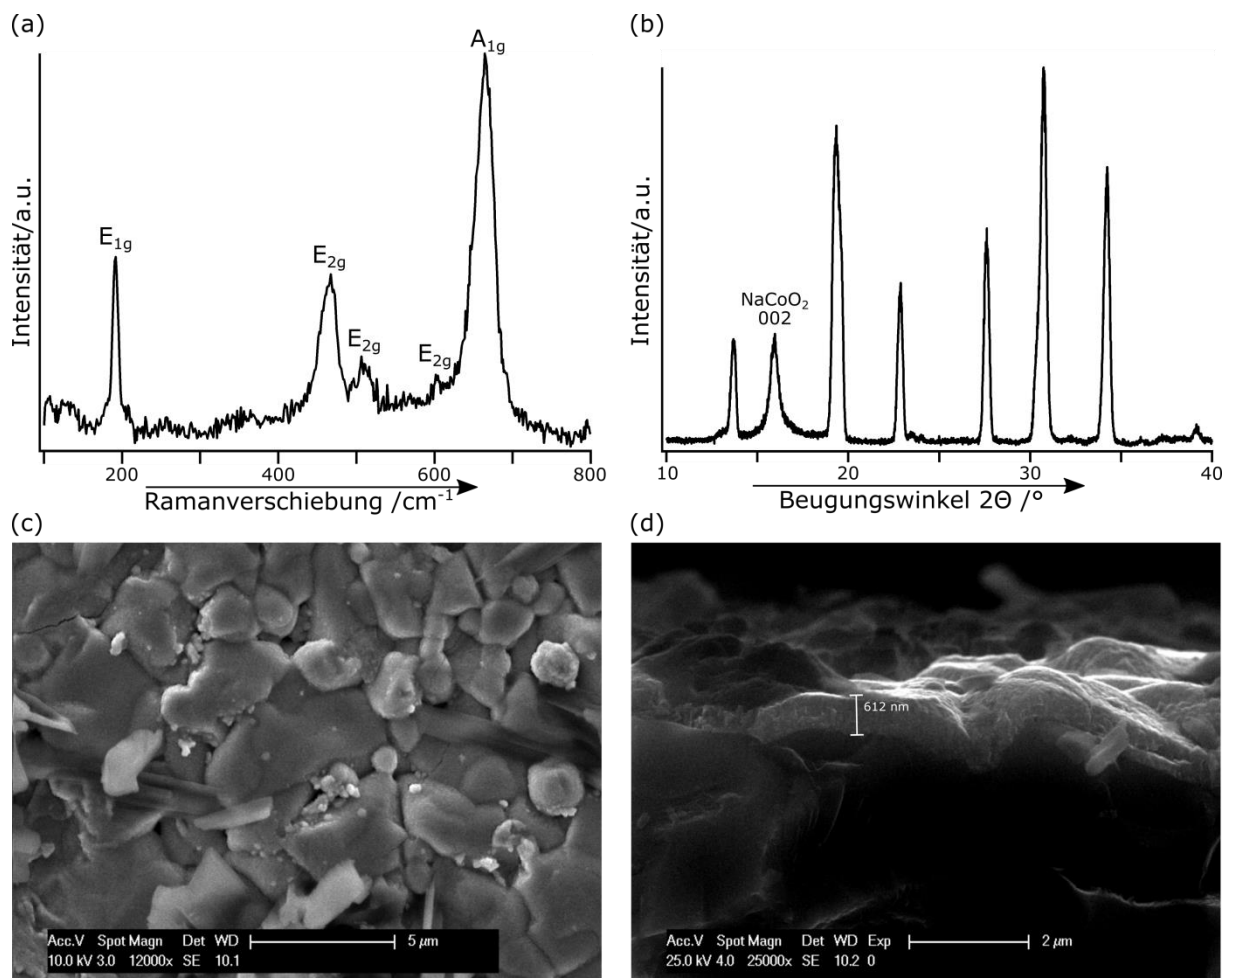 (a)
Intensität/a.u.
A1g
E1g
E2g
E2g
E2g
200
400
600
800
Ramanverschiebung /cm-1
(b)
Intensität/a.u.
NaCoO2
002
10
20
30
40
Beugungswinkel 2Θ /°
(c)
Acc.V Spot Magn Det WD 5 µm
10.0 kV 3.0 12000x SE 10.1
(d)
612 nm
Acc.V Spot Magn Det WD Exp 2 µm
25.0 kV 4.0 25000x SE 10.2 0